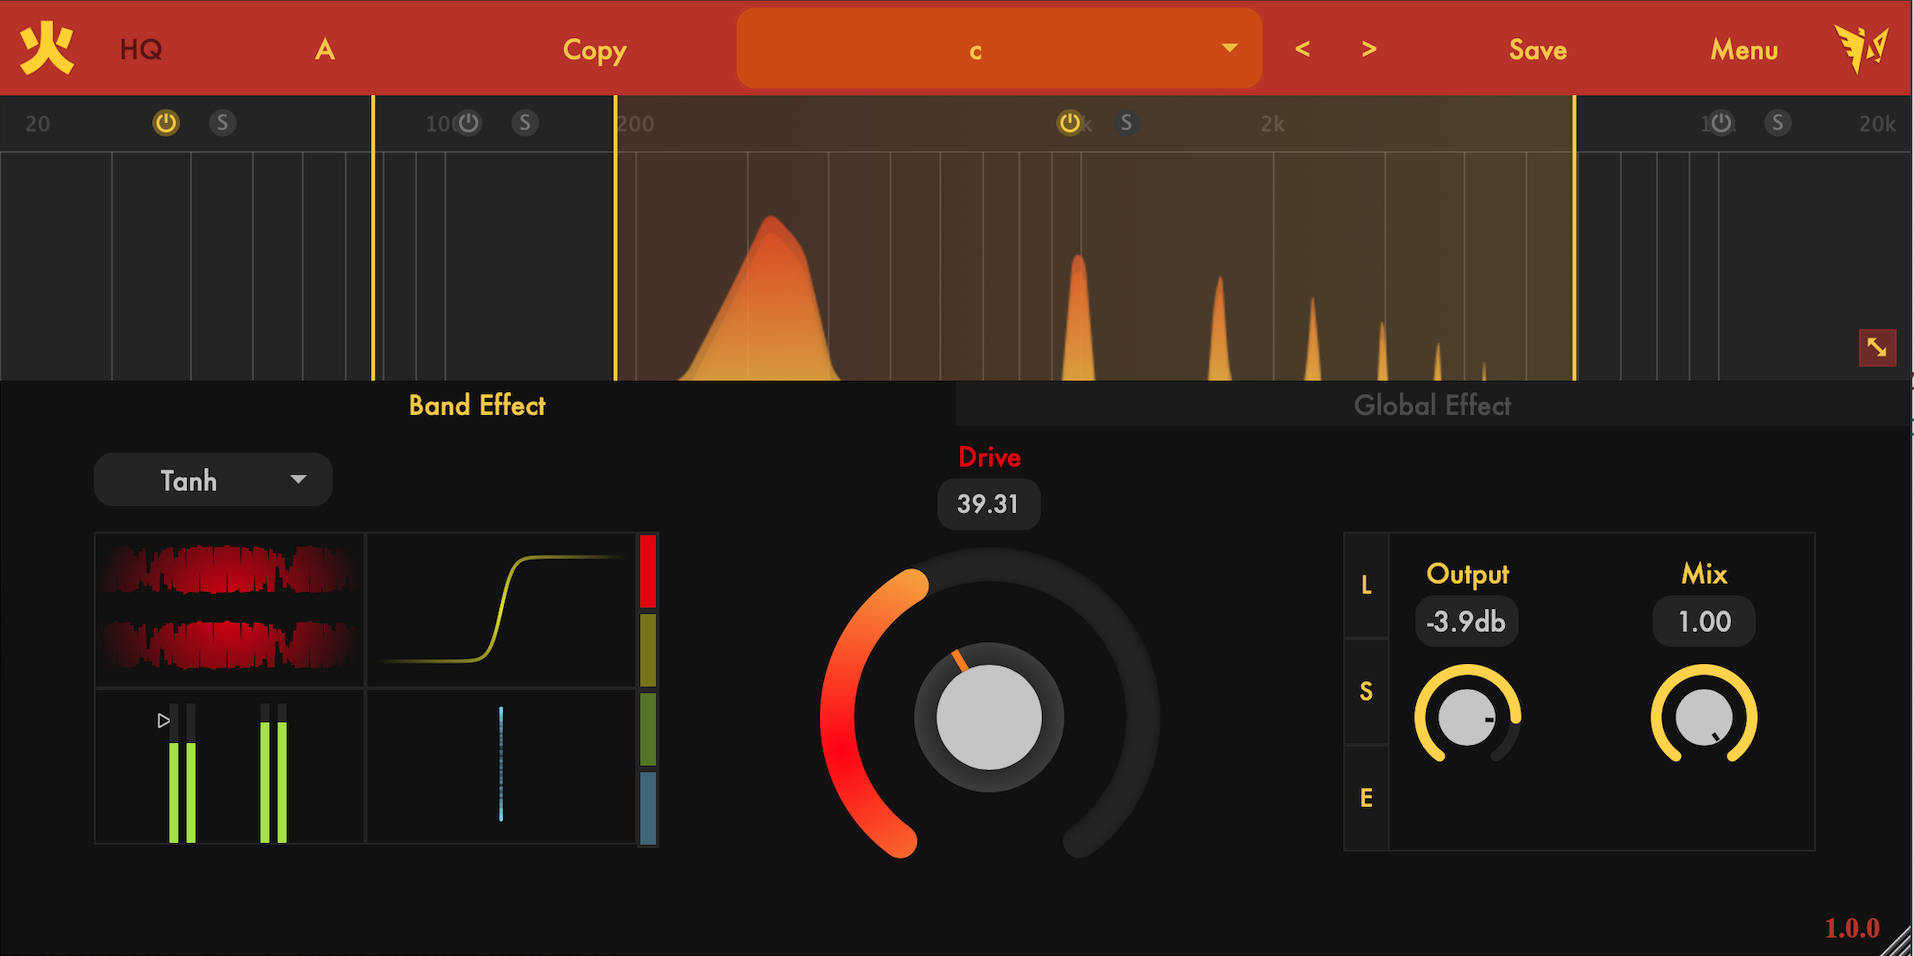 火 HQ A Copy c < > Save Menu
20 S 100 S 200 S k 2k S 20k
Band Effect Global Effect
Drive
Tanh
39.31
L Output Mix
-3.9db 1.00
S
E
1.0.0